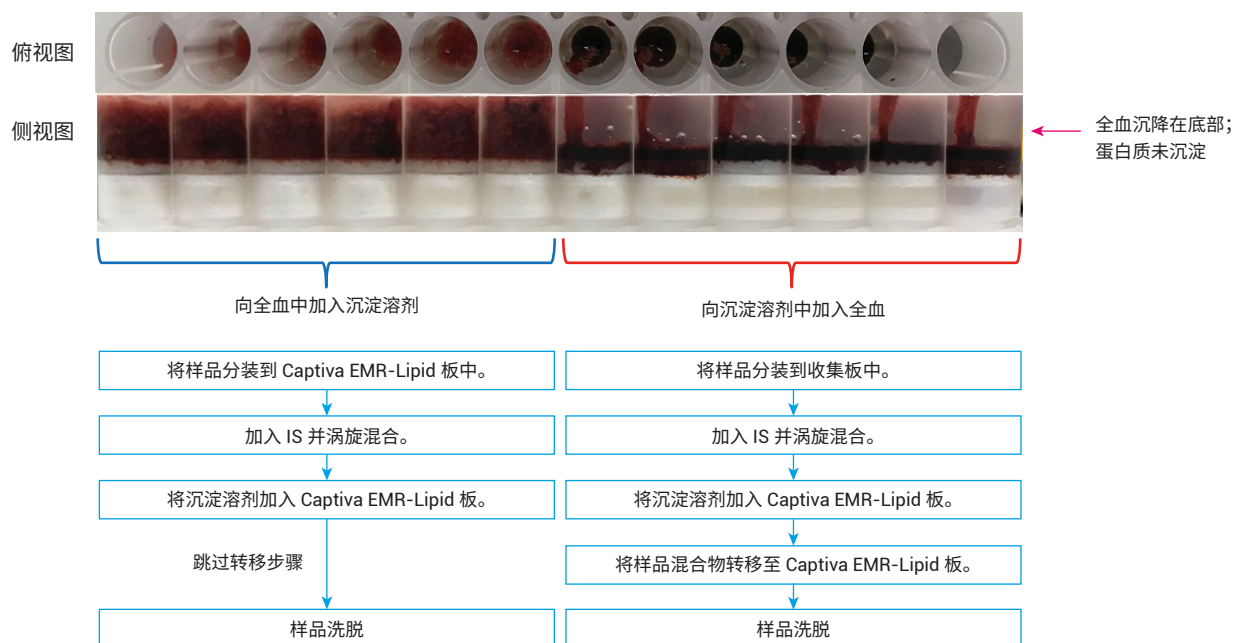 俯视图
侧视图
全血沉降在底部;
蛋白质未沉淀
向全血中加入沉淀溶剂
向沉淀溶剂中加入全血
将样品分装到 Captiva EMR-Lipid 板中。
将样品分装到收集板中。
加入 IS 并涡旋混合。
加入 IS 并涡旋混合。
将沉淀溶剂加入 Captiva EMR-Lipid 板。
将沉淀溶剂加入 Captiva EMR-Lipid 板。
跳过转移步骤
将样品混合物转移至 Captiva EMR-Lipid 板。
样品洗脱
样品洗脱